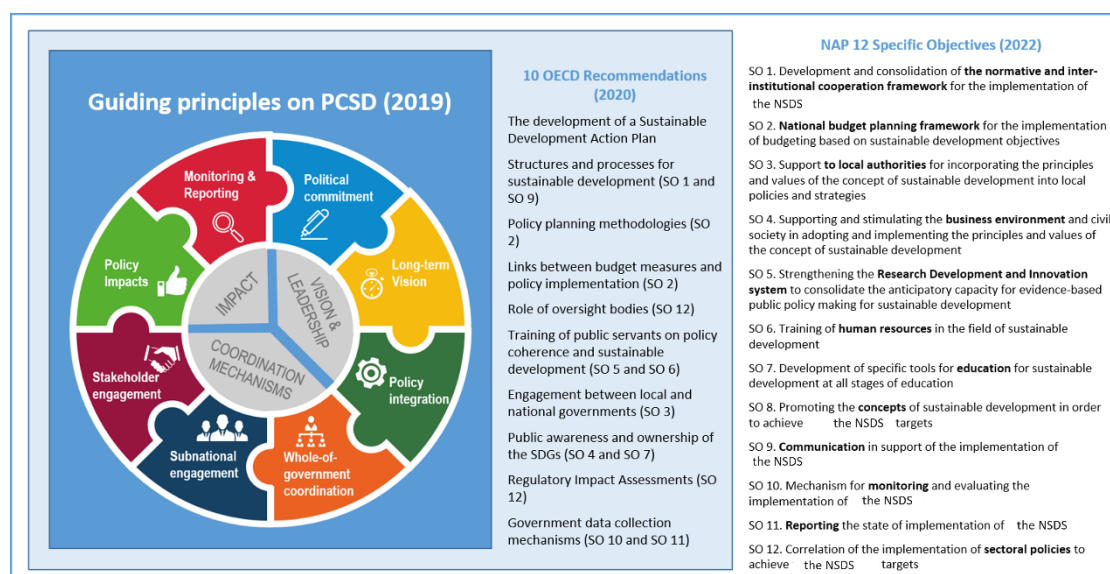 Guiding principles on PCSD (2019)
Monitoring &
Reporting
Political
commitment
Policy
Impacts
Long-term
Vision
IMPACT
VISION &
LEADERSHIP
COORDINATION
MECHANISMS
Stakeholder
engagement
Policy
integration
Subnational
engagement
Whole-of-
government
coordination
10 OECD Recommendations
(2020)
The development of a Sustainable
Development Action Plan
Structures and processes for
sustainable development (SO 1 and
SO 9)
Policy planning methodologies (SO
2)
Links between budget measures and
policy implementation (SO 2)
Role of oversight bodies (SO 12)
Training of public servants on policy
coherence and sustainable
development (SO 5 and SO 6)
Engagement between local and
national governments (SO 3)
Public awareness and ownership of
the SDGs (SO 4 and SO 7)
Regulatory Impact Assessments (SO
12)
Government data collection
mechanisms (SO 10 and SO 11)
NAP 12 Specific Objectives (2022)
SO 1. Development and consolidation of the normative and inter-
institutional cooperation framework for the implementation of
the NSDS
SO 2. National budget planning framework for the implementation
of budgeting based on sustainable development objectives
SO 3. Support to local authorities for incorporating the principles
and values of the concept of sustainable development into local
policies and strategies
SO 4. Supporting and stimulating the business environment and civil
society in adopting and implementing the principles and values of
the concept of sustainable development
SO 5. Strengthening the Research Development and Innovation
system to consolidate the anticipatory capacity for evidence-based
public policy making for sustainable development
SO 6. Training of human resources in the field of sustainable
development
SO 7. Development of specific tools for education for sustainable
development at all stages of education
SO 8. Promoting the concepts of sustainable development in order
to achieve the NSDS targets
SO 9. Communication in support of the implementation of
the NSDS
SO 10. Mechanism for monitoring and evaluating the
implementation of the NSDS
SO 11. Reporting the state of implementation of the NSDS
SO 12. Correlation of the implementation of sectoral policies to
achieve the NSDS targets